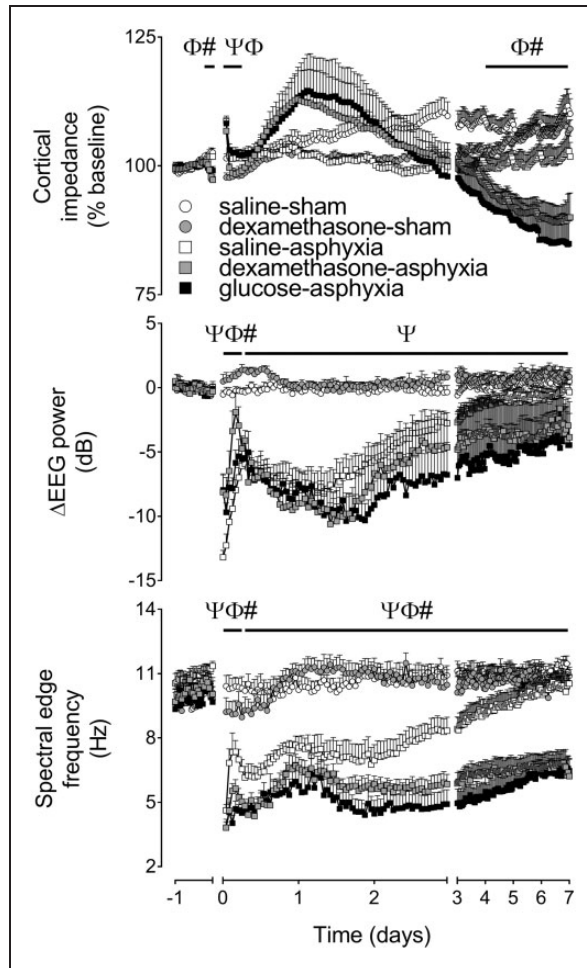 Φ# ΨΦ Φ#
125
100
75
Cortical
impedance
(% baseline)
saline-sham
dexamethasone-sham
saline-asphyxia
dexamethasone-asphyxia
glucose-asphyxia
ΨΦ# Ψ
5
0
-5
-10
-15
ΔEEG power
(dB)
ΨΦ# ΨΦ#
14
11
8
5
2
Spectral edge
frequency
(Hz)
-1 0 1 2 3 4 5 6 7
Time (days)